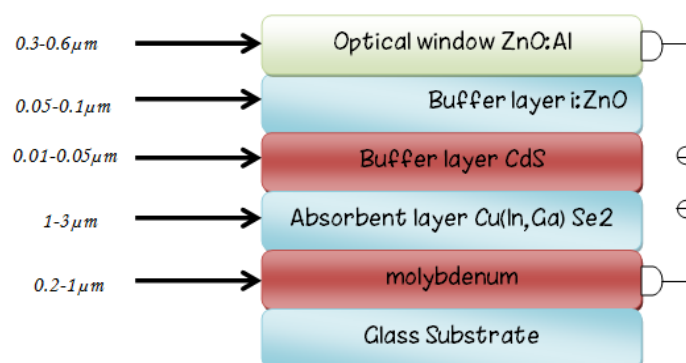 0.3-0.6μm
Optical window ZnO:Al
0.05-0.1μm
Buffer layer i:ZnO
0.01-0.05μm
Buffer layer CdS
1-3μm
Absorbent layer Cu(In,Ga) Se2
0.2-1μm
molybdenum
Glass Substrate